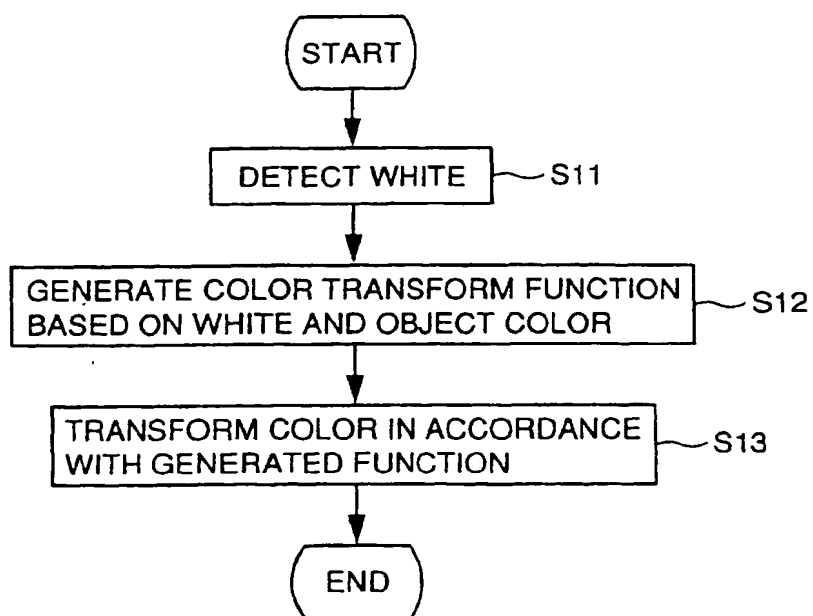 START
DETECT WHITE
S11
GENERATE COLOR TRANSFORM FUNCTION
BASED ON WHITE AND OBJECT COLOR
S12
TRANSFORM COLOR IN ACCORDANCE
WITH GENERATED FUNCTION
S13
END